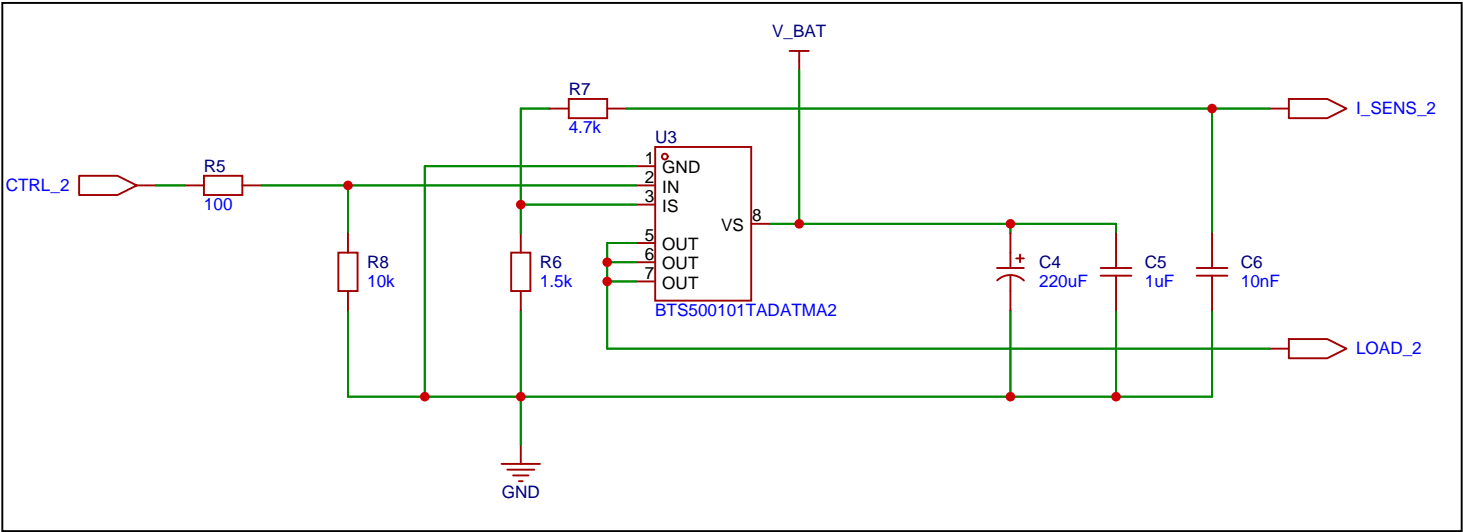 V_BAT
R7
4.7k
I_SENS_2
U3
CTRL_2
R5
100
1
GND
2
IN
3
IS
VS
8
5
OUT
6
OUT
7
OUT
BTS500101TADATMA2
R8
10k
R6
1.5k
+
C4
220uF
C5
1uF
C6
10nF
LOAD_2
GND